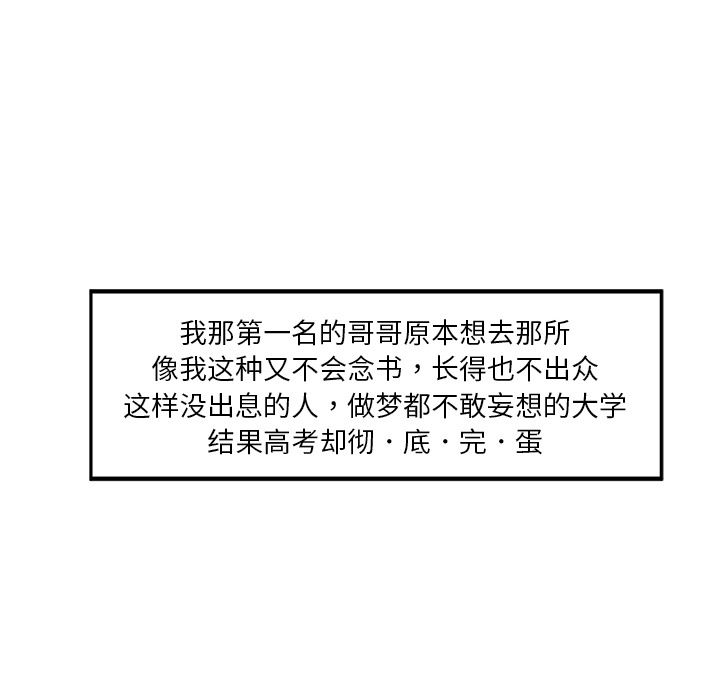 我那第一名的哥哥原本想去那所
像我这种又不会念书，长得也不出众
这样没出息的人，做梦都不敢妄想的大学
结果高考却彻·底·完·蛋